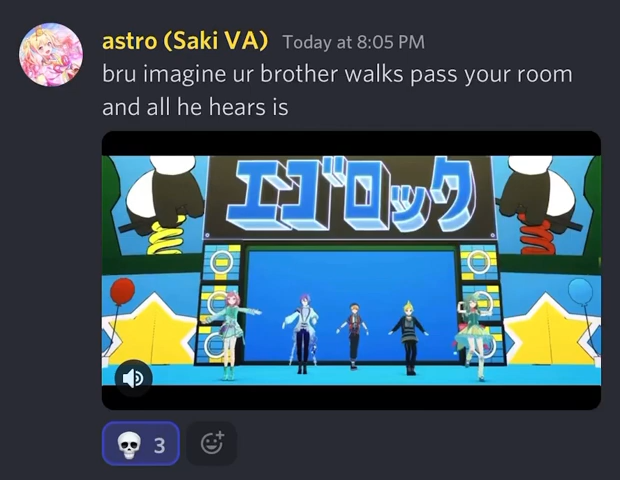 astro (Saki VA) Today at 8:05 PM
bru imagine ur brother walks pass your room
and all he hears is
エゴロック
3